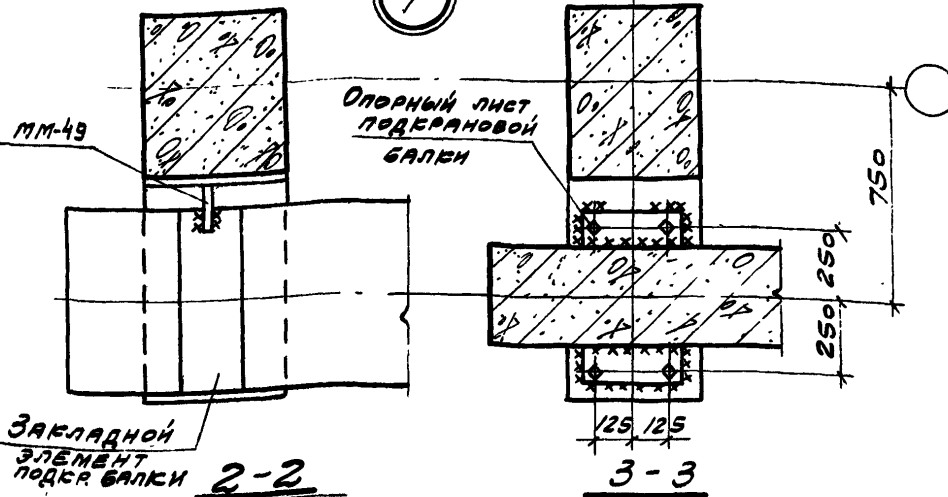 ММ-49
Опорный лист
подкрановой
балки
750
250
250
125 125
Закладной
элемент
подкр. балки
2-2
3-3